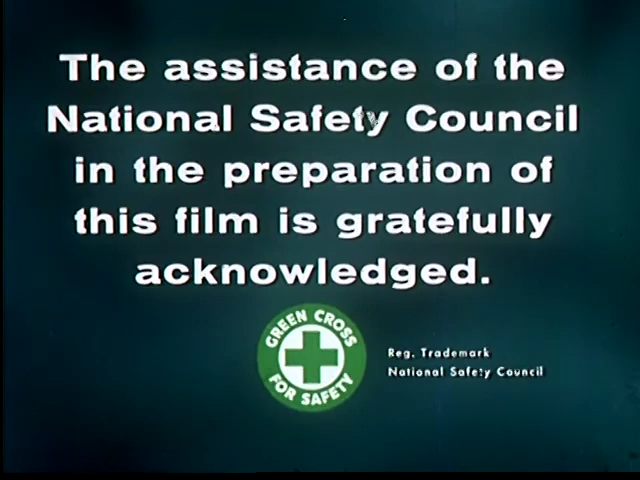 The assistance of the
National Safety Council
in the preparation of
this film is gratefully
acknowledged.
GREEN CROSS
FOR SAFETY
Reg. Trademark
National Safety Council